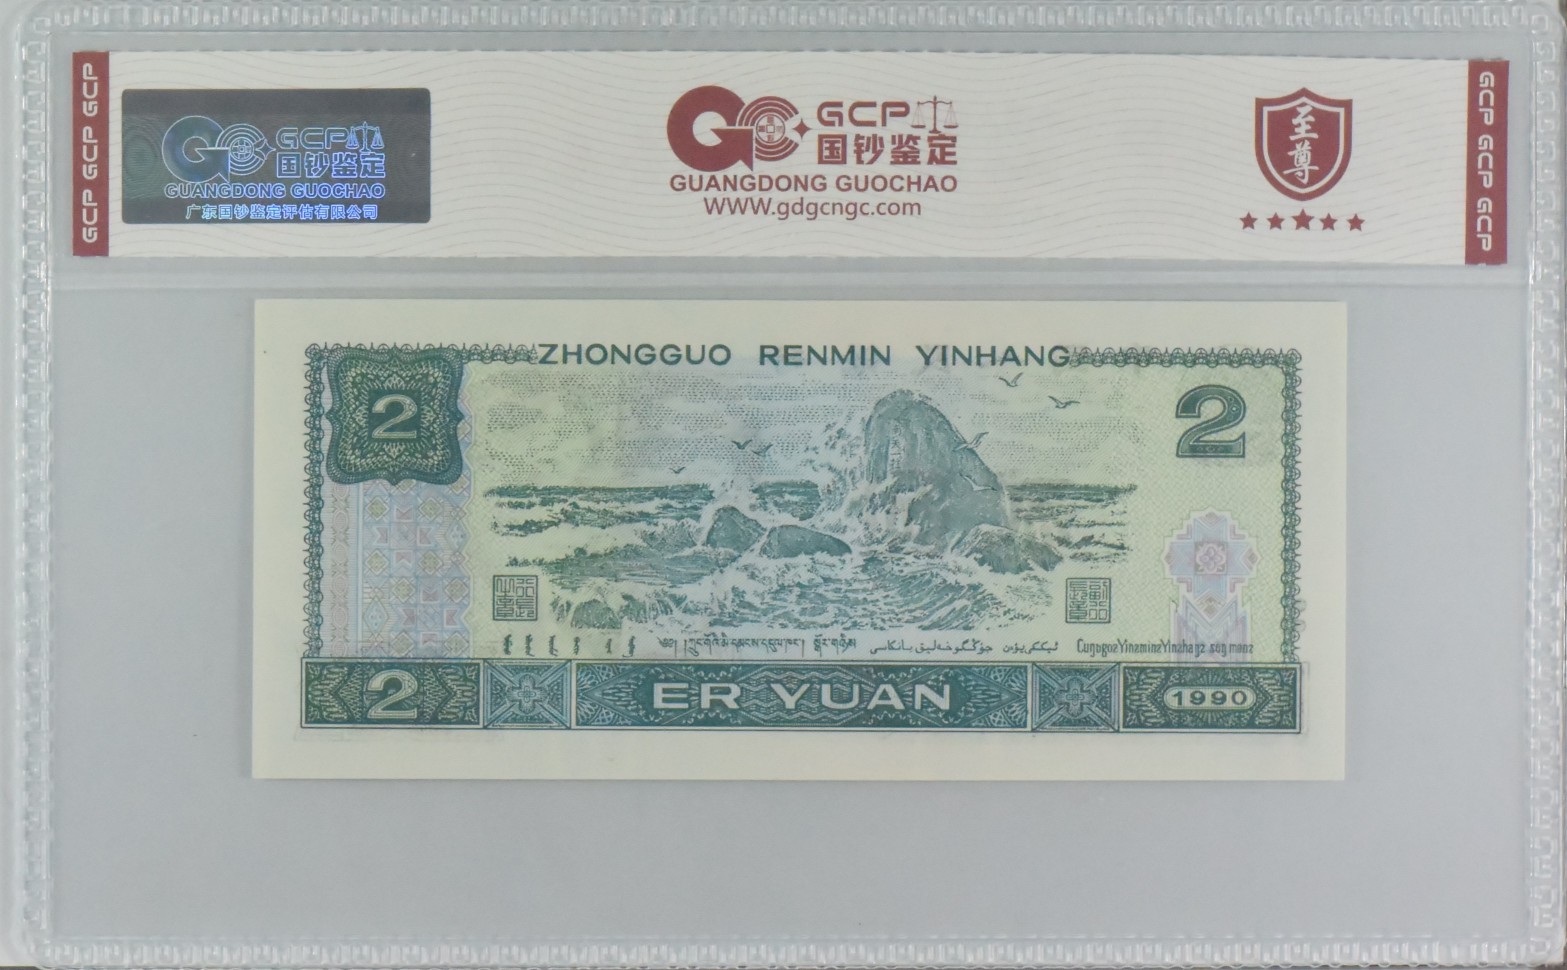 GCP GCP GCP
GCP
国钞鉴定
GUANGDONG GUOCHAO
广东国钞鉴定评估有限公司
GCP
国钞鉴定
GUANGDONG GUOCHAO
WWW.gdgcngc.com
至尊
GCP GCP GCP
ZHONGGUO RENMIN YINHANG
2
2
2
ER YUAN
1990